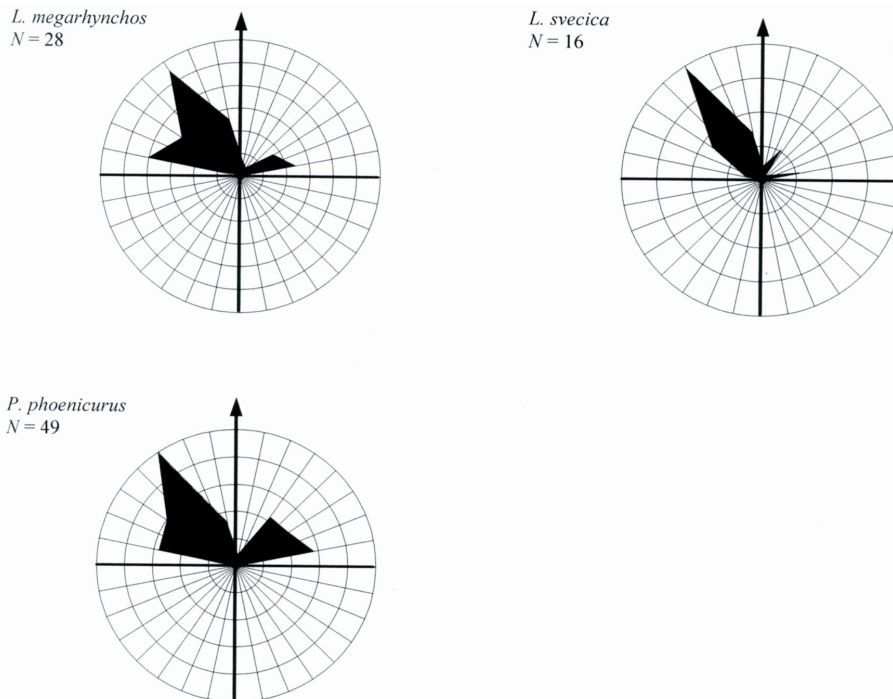 L. megarhynchos
N = 28
L. svecica
N = 16
P. phoenicurus
N = 49